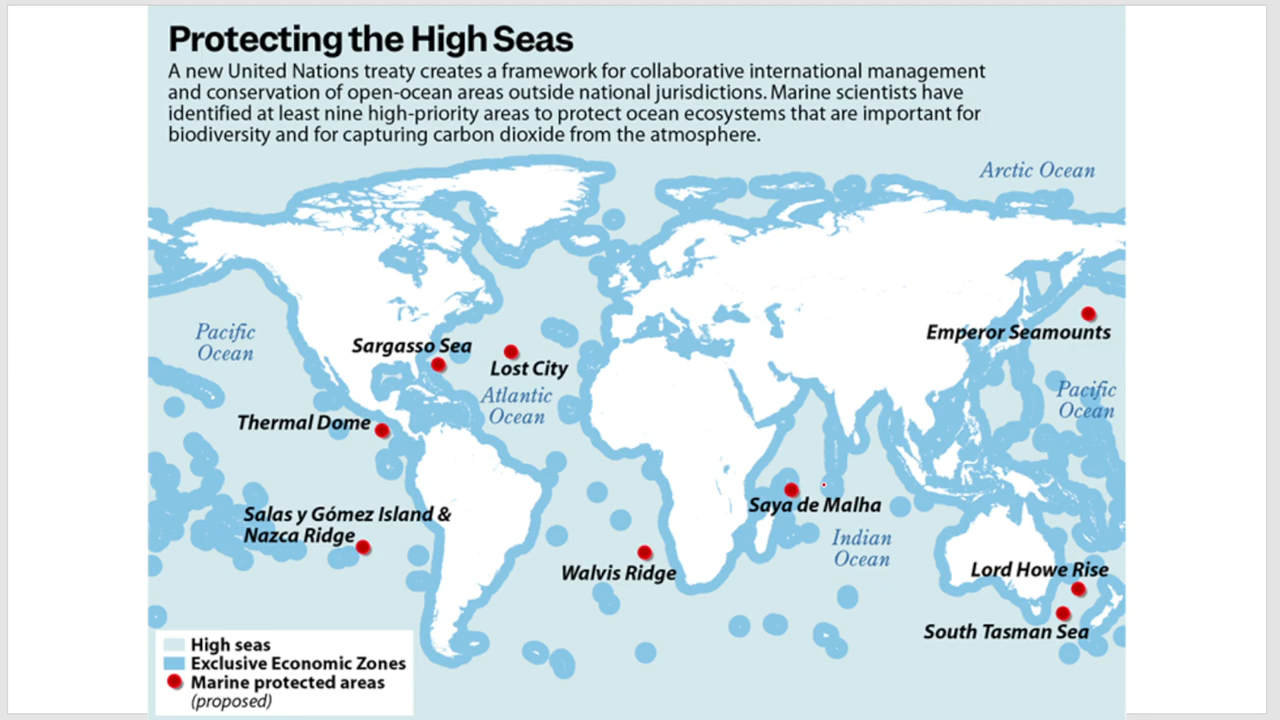 Protecting the High Seas
A new United Nations treaty creates a framework for collaborative international management
and conservation of open-ocean areas outside national jurisdictions. Marine scientists have
identified at least nine high-priority areas to protect ocean ecosystems that are important for
biodiversity and for capturing carbon dioxide from the atmosphere.
Arctic Ocean
Pacific
Ocean
Sargasso Sea
Lost City
Emperor Seamounts
Atlantic
Ocean
Pacific
Ocean
Thermal Dome
Saya de Malha
Salas y Gómez Island &
Nazca Ridge
Indian
Ocean
Walvis Ridge
Lord Howe Rise
South Tasman Sea
High seas
Exclusive Economic Zones
Marine protected areas
(proposed)